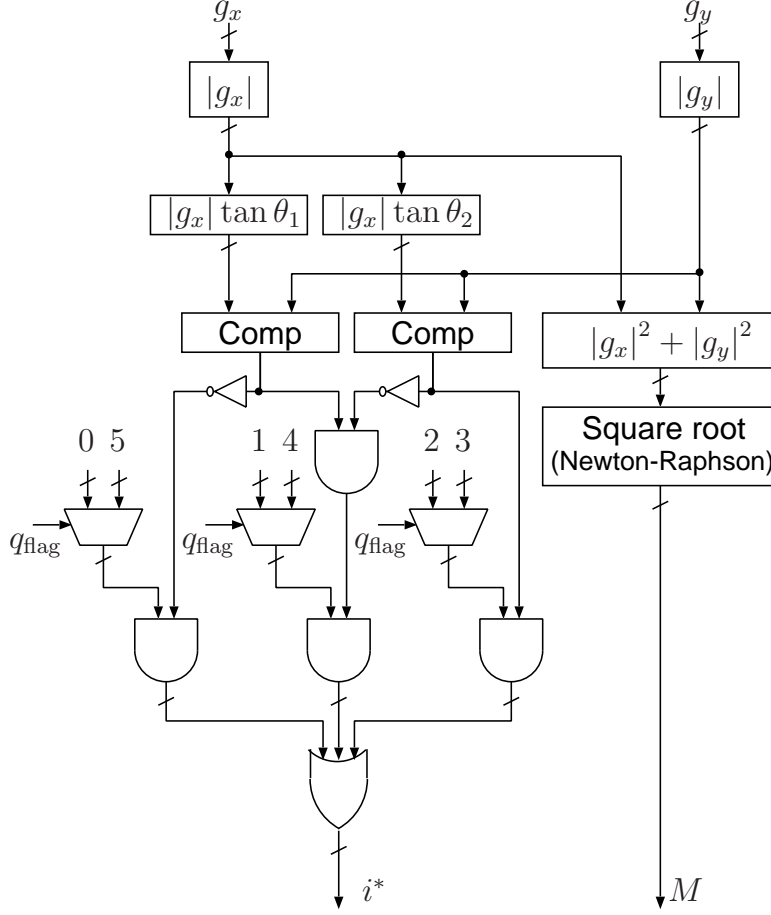 g_x g_y
|g_x| |g_y|
|g_x| tan θ_1 |g_x| tan θ_2
Comp Comp |g_x|^2 + |g_y|^2
Square root
(Newton-Raphson)
0 5 1 4 2 3
q_flag q_flag q_flag
i* M